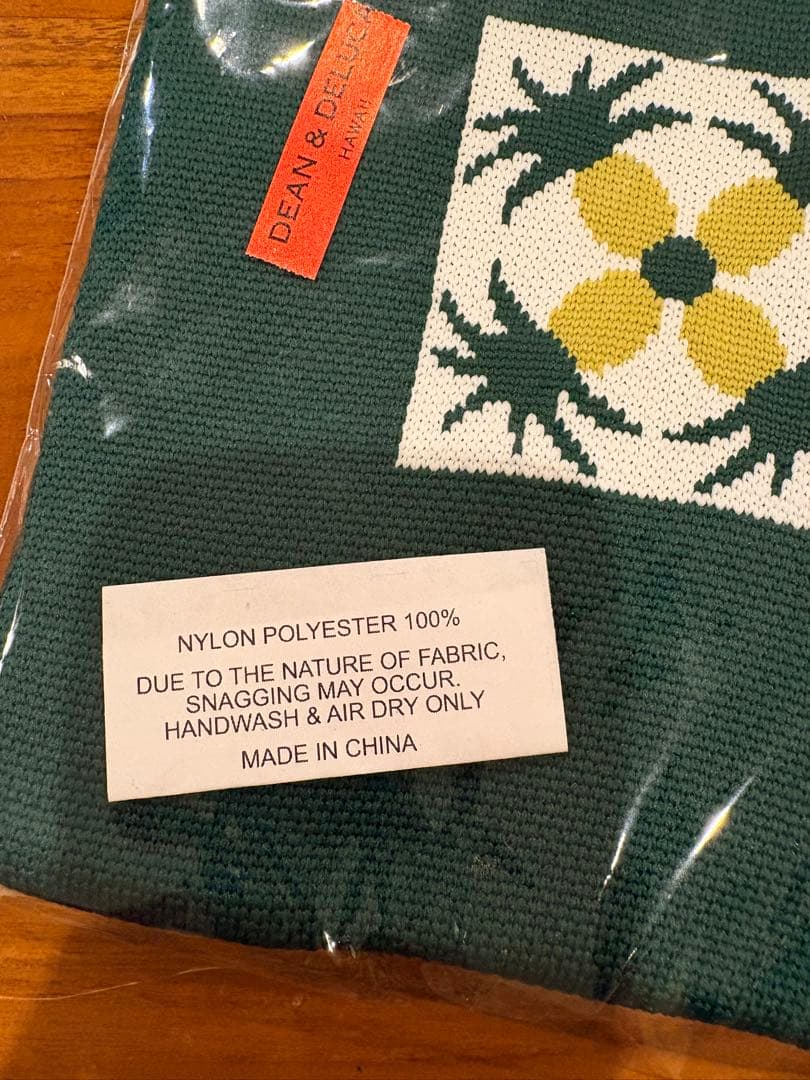 DEAN & DELUCA
HAWAII
NYLON POLYESTER 100%
DUE TO THE NATURE OF FABRIC,
SNAGGING MAY OCCUR.
HANDWASH & AIR DRY ONLY
MADE IN CHINA